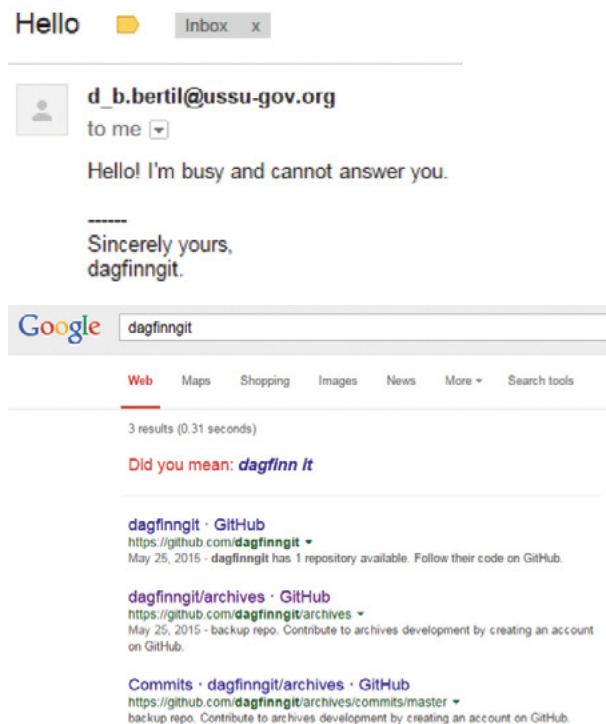 Hello Inbox x
d_b.bertil@ussu-gov.org
to me
Hello! I'm busy and cannot answer you.
------
Sincerely yours,
dagfinngit.
Google dagfinngit
Web Maps Shopping Images News More Search tools
3 results (0.31 seconds)
Did you mean: dagfinn it
dagfinngit · GitHub
https://github.com/dagfinngit
May 25, 2015 - dagfinngit has 1 repository available. Follow their code on GitHub.
dagfinngit/archives · GitHub
https://github.com/dagfinngit/archives
May 25, 2015 - backup repo. Contribute to archives development by creating an account
on GitHub.
Commits · dagfinngit/archives · GitHub
https://github.com/dagfinngit/archives/commits/master
backup repo. Contribute to archives development by creating an account on GitHub.